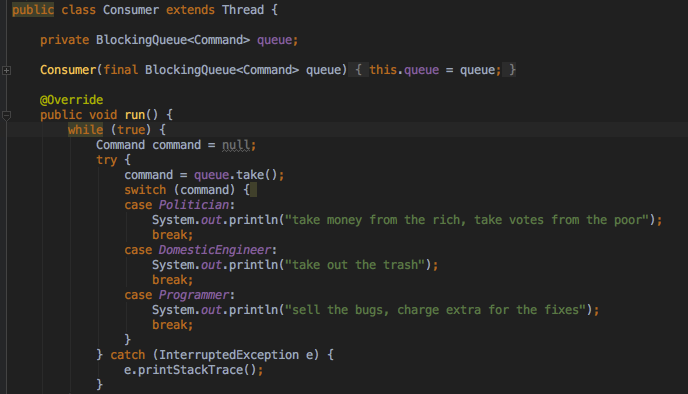 public class Consumer extends Thread {
private BlockingQueue<Command> queue;
Consumer(final BlockingQueue<Command> queue) { this.queue = queue; }
@Override
public void run() {
while (true) {
Command command = null;
try {
command = queue.take();
switch (command) {
case Politician:
System.out.println("take money from the rich, take votes from the poor");
break;
case DomesticEngineer:
System.out.println("take out the trash");
break;
case Programmer:
System.out.println("sell the bugs, charge extra for the fixes");
break;
}
} catch (InterruptedException e) {
e.printStackTrace();
}